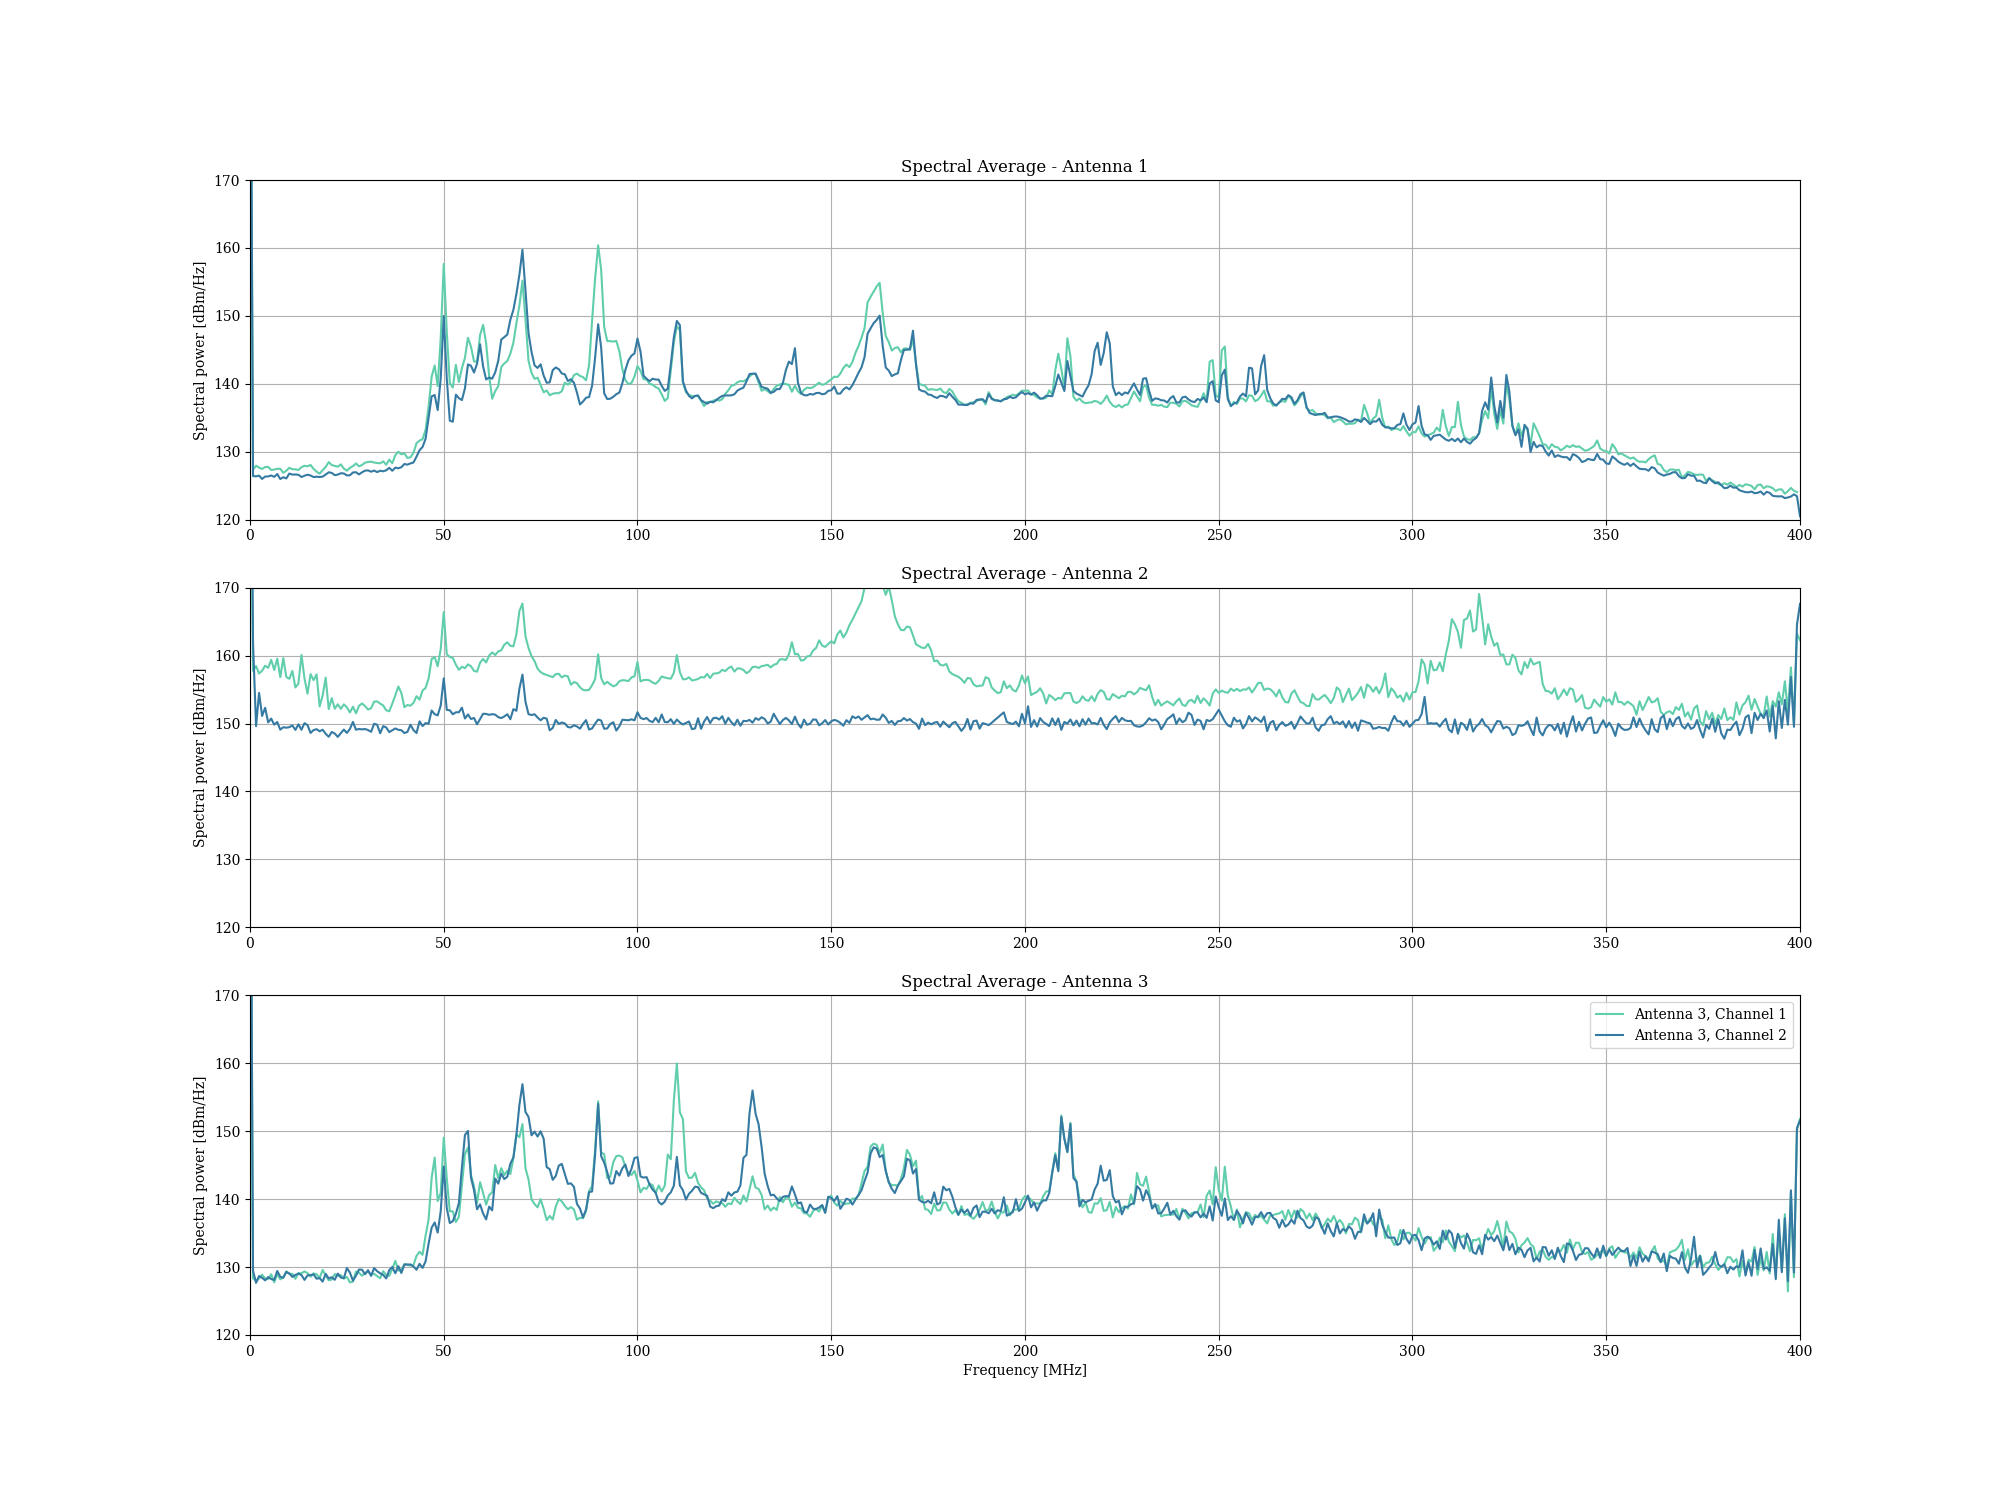 Spectral Average - Antenna 1
170
160
150
140
130
120
Spectral power [dBm/Hz]
0 50 100 150 200 250 300 350 400
Spectral Average - Antenna 2
170
160
150
140
130
120
Spectral power [dBm/Hz]
0 50 100 150 200 250 300 350 400
Spectral Average - Antenna 3
170
160
150
140
130
120
Spectral power [dBm/Hz]
Antenna 3, Channel 1
Antenna 3, Channel 2
0 50 100 150 200 250 300 350 400
Frequency [MHz]